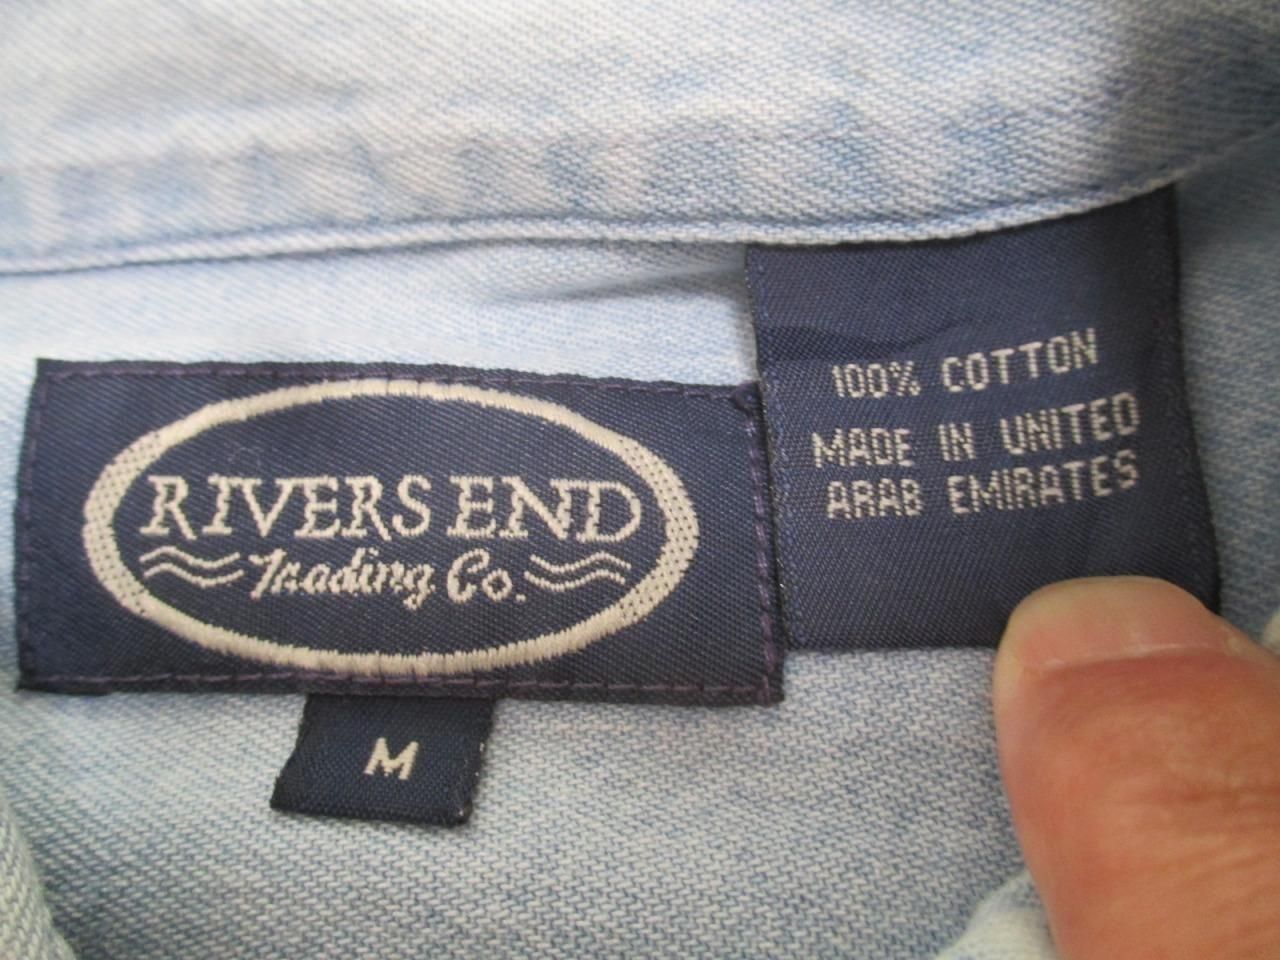 RIVERS END
Trading Co.
M
100% COTTON
MADE IN UNITED
ARAB EMIRATES